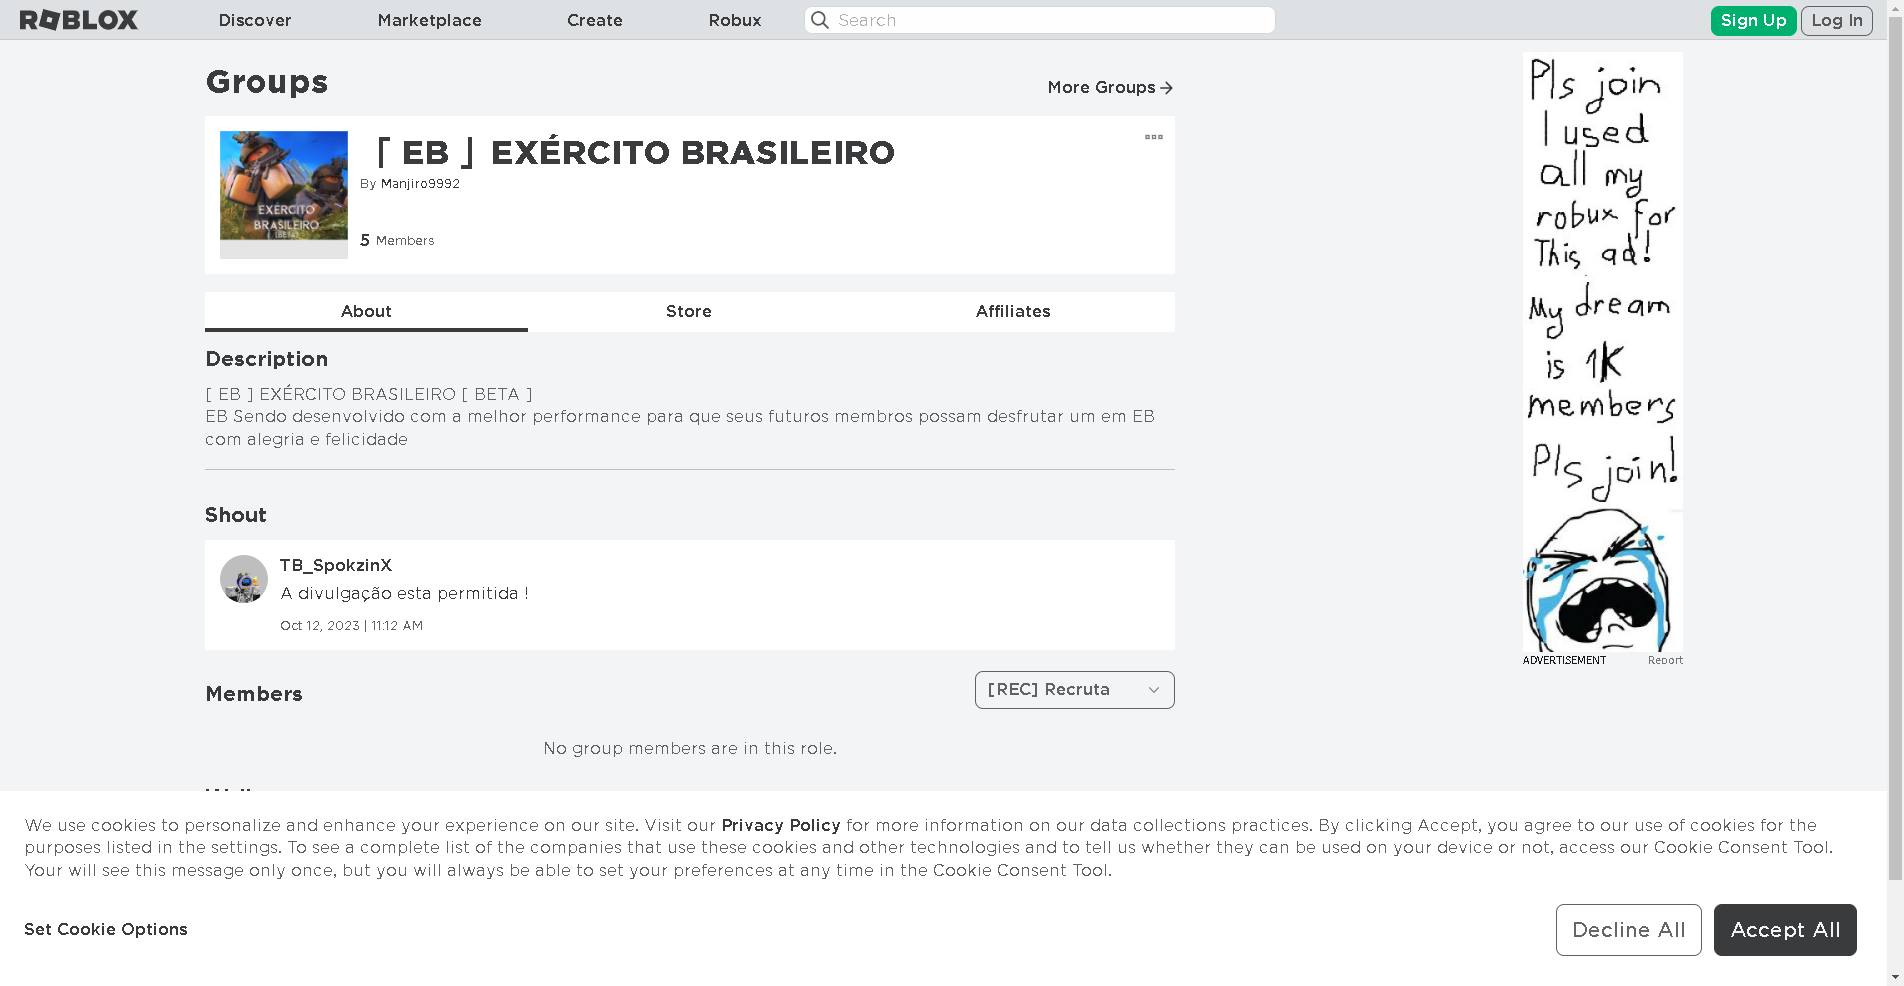 ROBLOX
Discover
Marketplace
Create
Robux
Search
Sign Up
Log In
Groups
More Groups
EXÉRCITO
BRASILEIRO
[BETA]
「 EB 」 EXÉRCITO BRASILEIRO
By Manjiro9992
5 Members
About
Store
Affiliates
Description
[ EB ] EXÉRCITO BRASILEIRO [ BETA ]
EB Sendo desenvolvido com a melhor performance para que seus futuros membros possam desfrutar um em EB
com alegria e felicidade
Shout
TB_SpokzinX
A divulgação esta permitida !
Oct 12, 2023 | 11:12 AM
Members
[REC] Recruta
No group members are in this role.
Pls join
I used
all my
robux for
This ad!
My dream
is 1K
members
Pls join!
ADVERTISEMENT
Report
We use cookies to personalize and enhance your experience on our site. Visit our Privacy Policy for more information on our data collections practices. By clicking Accept, you agree to our use of cookies for the
purposes listed in the settings. To see a complete list of the companies that use these cookies and other technologies and to tell us whether they can be used on your device or not, access our Cookie Consent Tool.
Your will see this message only once, but you will always be able to set your preferences at any time in the Cookie Consent Tool.
Set Cookie Options
Decline All
Accept All